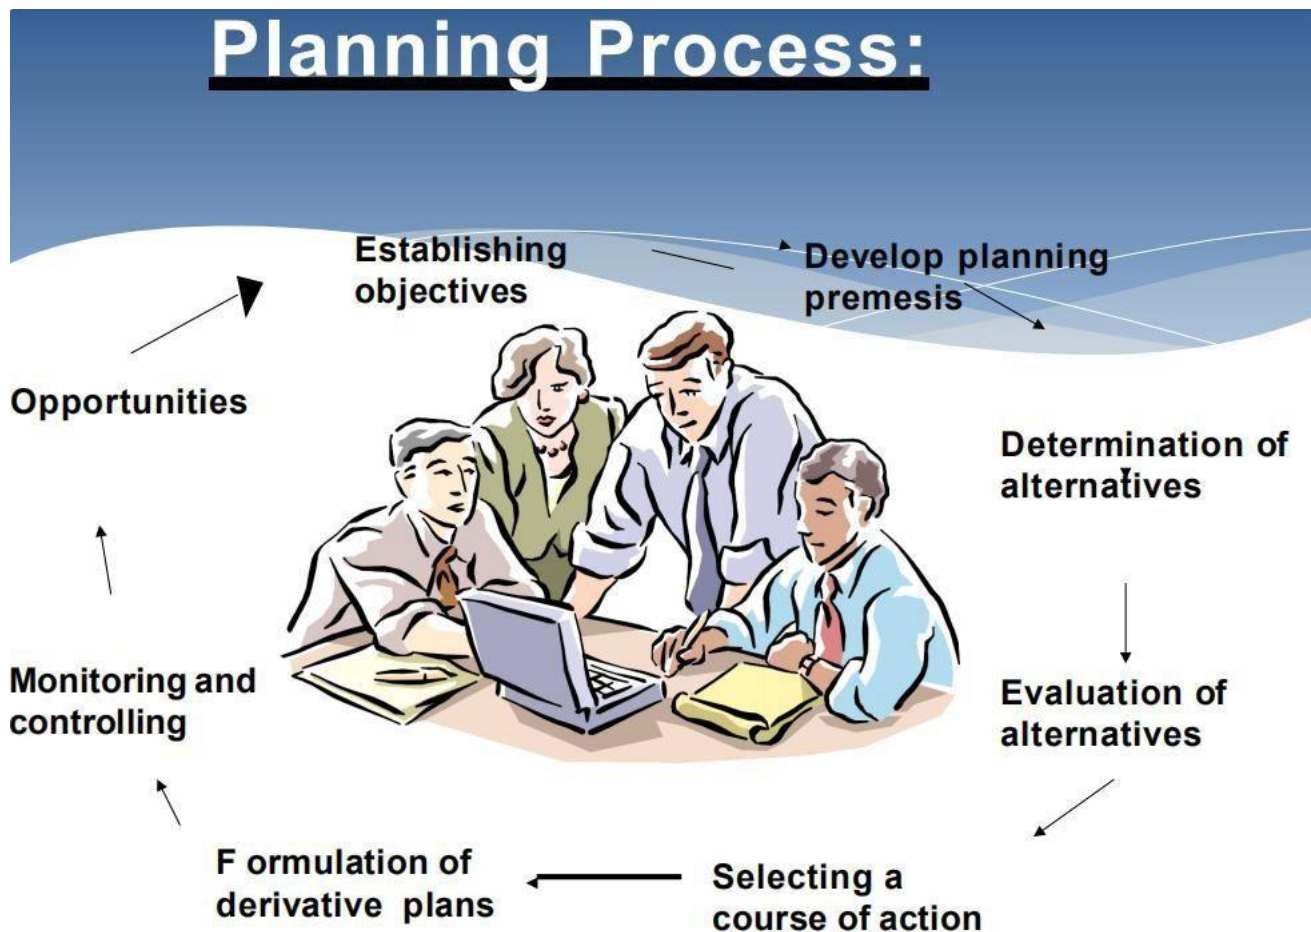 Planning Process:
Establishing
objectives
Develop planning
premesis
Opportunities
Determination of
alternatives
Monitoring and
controlling
Evaluation of
alternatives
F ormulation of
derivative plans
Selecting a
course of action